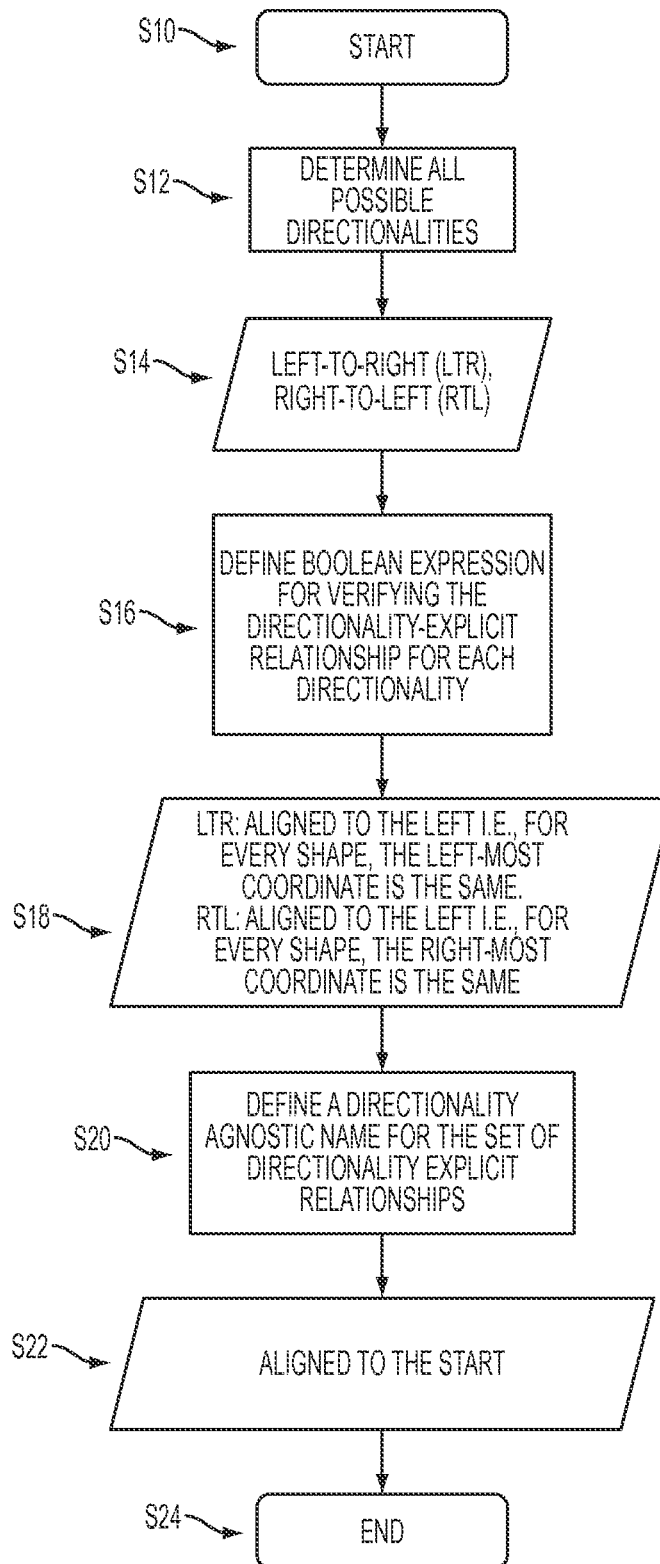 S10
START
S12
DETERMINE ALL
POSSIBLE
DIRECTIONALITIES
S14
LEFT-TO-RIGHT (LTR),
RIGHT-TO-LEFT (RTL)
S16
DEFINE BOOLEAN EXPRESSION
FOR VERIFYING THE
DIRECTIONALITY-EXPLICIT
RELATIONSHIP FOR EACH
DIRECTIONALITY
S18
LTR: ALIGNED TO THE LEFT I.E., FOR
EVERY SHAPE, THE LEFT-MOST
COORDINATE IS THE SAME.
RTL: ALIGNED TO THE LEFT I.E., FOR
EVERY SHAPE, THE RIGHT-MOST
COORDINATE IS THE SAME
S20
DEFINE A DIRECTIONALITY
AGNOSTIC NAME FOR THE SET OF
DIRECTIONALITY EXPLICIT
RELATIONSHIPS
S22
ALIGNED TO THE START
S24
END